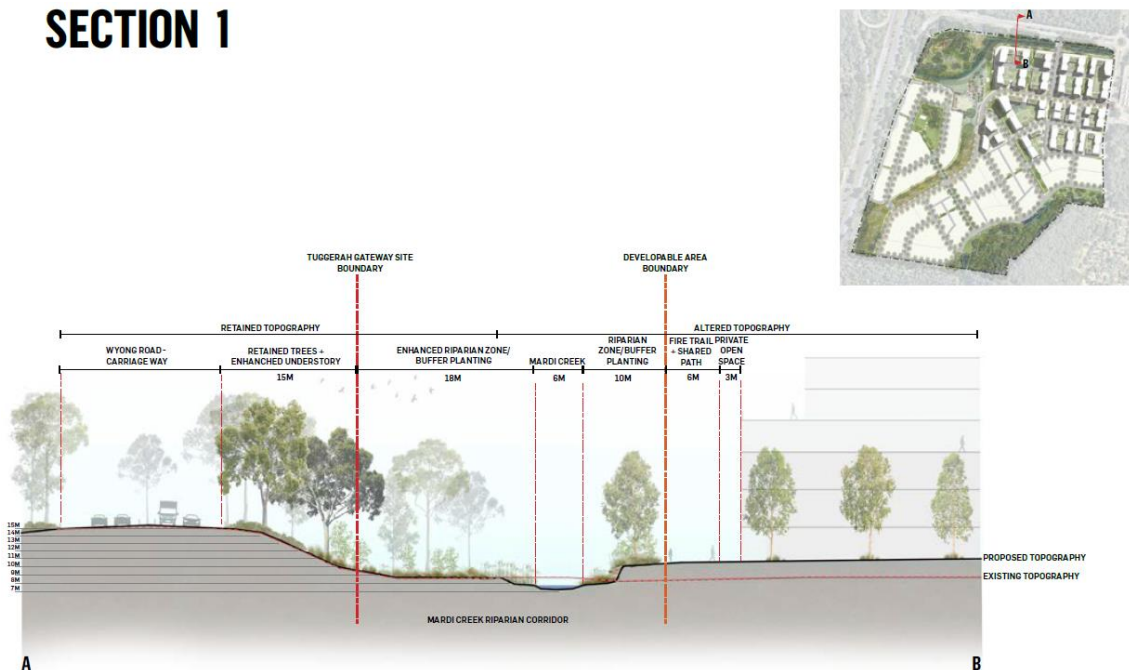 SECTION 1
A
B
TUGGERAH GATEWAY SITE
BOUNDARY
DEVELOPABLE AREA
BOUNDARY
RETAINED TOPOGRAPHY
ALTERED TOPOGRAPHY
WYONG ROAD -
CARRIAGE WAY
RETAINED TREES +
ENHANCHED UNDERSTORY
15M
ENHANCED RIPARIAN ZONE/
BUFFER PLANTING
18M
MARDI CREEK
6M
RIPARIAN
ZONE/BUFFER
PLANTING
10M
FIRE TRAIL
+ SHARED
PATH
6M
PRIVATE
OPEN
SPACE
3M
15M
14M
13M
12M
11M
10M
9M
8M
7M
PROPOSED TOPOGRAPHY
EXISTING TOPOGRAPHY
MARDI CREEK RIPARIAN CORRIDOR
A
B